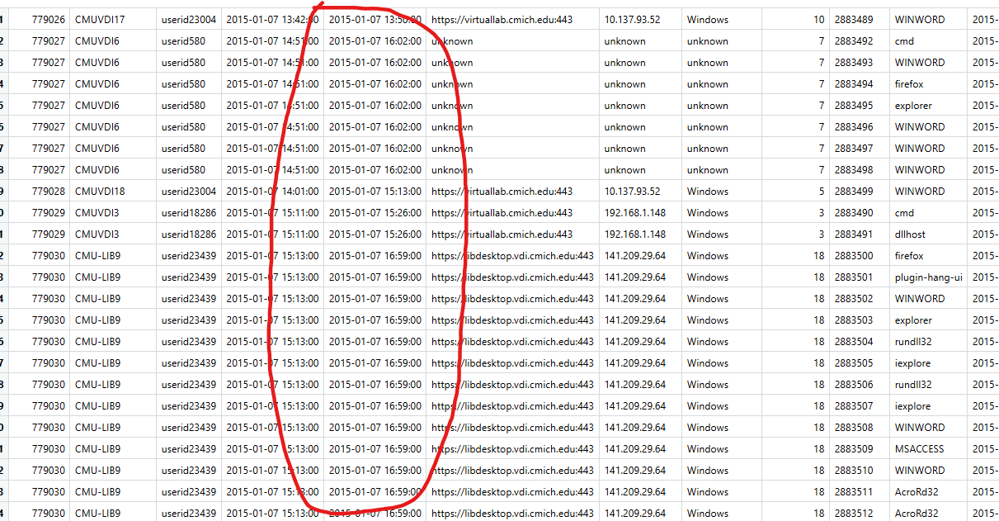 1 779026 CMUVDI17 userid23004 2015-01-07 13:42:00 2015-01-07 13:50:00 https://virtuallab.cmich.edu:443 10.137.93.52 Windows 10 2883489 WINWORD 2015-
2 779027 CMUVDI6 userid580 2015-01-07 14:51:00 2015-01-07 16:02:00 unknown unknown unknown 7 2883492 cmd 2015-
3 779027 CMUVDI6 userid580 2015-01-07 14:51:00 2015-01-07 16:02:00 unknown unknown unknown 7 2883493 WINWORD 2015-
4 779027 CMUVDI6 userid580 2015-01-07 14:51:00 2015-01-07 16:02:00 unknown unknown unknown 7 2883494 firefox 2015-
5 779027 CMUVDI6 userid580 2015-01-07 14:51:00 2015-01-07 16:02:00 unknown unknown unknown 7 2883495 explorer 2015-
6 779027 CMUVDI6 userid580 2015-01-07 14:51:00 2015-01-07 16:02:00 unknown unknown unknown 7 2883496 WINWORD 2015-
7 779027 CMUVDI6 userid580 2015-01-07 14:51:00 2015-01-07 16:02:00 unknown unknown unknown 7 2883497 WINWORD 2015-
8 779027 CMUVDI6 userid580 2015-01-07 14:51:00 2015-01-07 16:02:00 unknown unknown unknown 7 2883498 WINWORD 2015-
9 779028 CMUVDI18 userid23004 2015-01-07 14:01:00 2015-01-07 15:13:00 https://virtuallab.cmich.edu:443 10.137.93.52 Windows 5 2883499 WINWORD 2015-
0 779029 CMUVDI3 userid18286 2015-01-07 15:11:00 2015-01-07 15:26:00 https://virtuallab.cmich.edu:443 192.168.1.148 Windows 3 2883490 cmd 2015-
1 779029 CMUVDI3 userid18286 2015-01-07 15:11:00 2015-01-07 15:26:00 https://virtuallab.cmich.edu:443 192.168.1.148 Windows 3 2883491 dllhost 2015-
2 779030 CMU-LIB9 userid23439 2015-01-07 15:13:00 2015-01-07 16:59:00 https://libdesktop.vdi.cmich.edu:443 141.209.29.64 Windows 18 2883500 firefox 2015-
3 779030 CMU-LIB9 userid23439 2015-01-07 15:13:00 2015-01-07 16:59:00 https://libdesktop.vdi.cmich.edu:443 141.209.29.64 Windows 18 2883501 plugin-hang-ui 2015-
4 779030 CMU-LIB9 userid23439 2015-01-07 15:13:00 2015-01-07 16:59:00 https://libdesktop.vdi.cmich.edu:443 141.209.29.64 Windows 18 2883502 WINWORD 2015-
5 779030 CMU-LIB9 userid23439 2015-01-07 15:13:00 2015-01-07 16:59:00 https://libdesktop.vdi.cmich.edu:443 141.209.29.64 Windows 18 2883503 explorer 2015-
6 779030 CMU-LIB9 userid23439 2015-01-07 15:13:00 2015-01-07 16:59:00 https://libdesktop.vdi.cmich.edu:443 141.209.29.64 Windows 18 2883504 rundll32 2015-
7 779030 CMU-LIB9 userid23439 2015-01-07 15:13:00 2015-01-07 16:59:00 https://libdesktop.vdi.cmich.edu:443 141.209.29.64 Windows 18 2883505 iexplore 2015-
8 779030 CMU-LIB9 userid23439 2015-01-07 15:13:00 2015-01-07 16:59:00 https://libdesktop.vdi.cmich.edu:443 141.209.29.64 Windows 18 2883506 rundll32 2015-
9 779030 CMU-LIB9 userid23439 2015-01-07 15:13:00 2015-01-07 16:59:00 https://libdesktop.vdi.cmich.edu:443 141.209.29.64 Windows 18 2883507 iexplore 2015-
0 779030 CMU-LIB9 userid23439 2015-01-07 15:13:00 2015-01-07 16:59:00 https://libdesktop.vdi.cmich.edu:443 141.209.29.64 Windows 18 2883508 WINWORD 2015-
1 779030 CMU-LIB9 userid23439 2015-01-07 15:13:00 2015-01-07 16:59:00 https://libdesktop.vdi.cmich.edu:443 141.209.29.64 Windows 18 2883509 MSACCESS 2015-
2 779030 CMU-LIB9 userid23439 2015-01-07 15:13:00 2015-01-07 16:59:00 https://libdesktop.vdi.cmich.edu:443 141.209.29.64 Windows 18 2883510 WINWORD 2015-
3 779030 CMU-LIB9 userid23439 2015-01-07 15:13:00 2015-01-07 16:59:00 https://libdesktop.vdi.cmich.edu:443 141.209.29.64 Windows 18 2883511 AcroRd32 2015-
4 779030 CMU-LIB9 userid23439 2015-01-07 15:13:00 2015-01-07 16:59:00 https://libdesktop.vdi.cmich.edu:443 141.209.29.64 Windows 18 2883512 AcroRd32 2015-